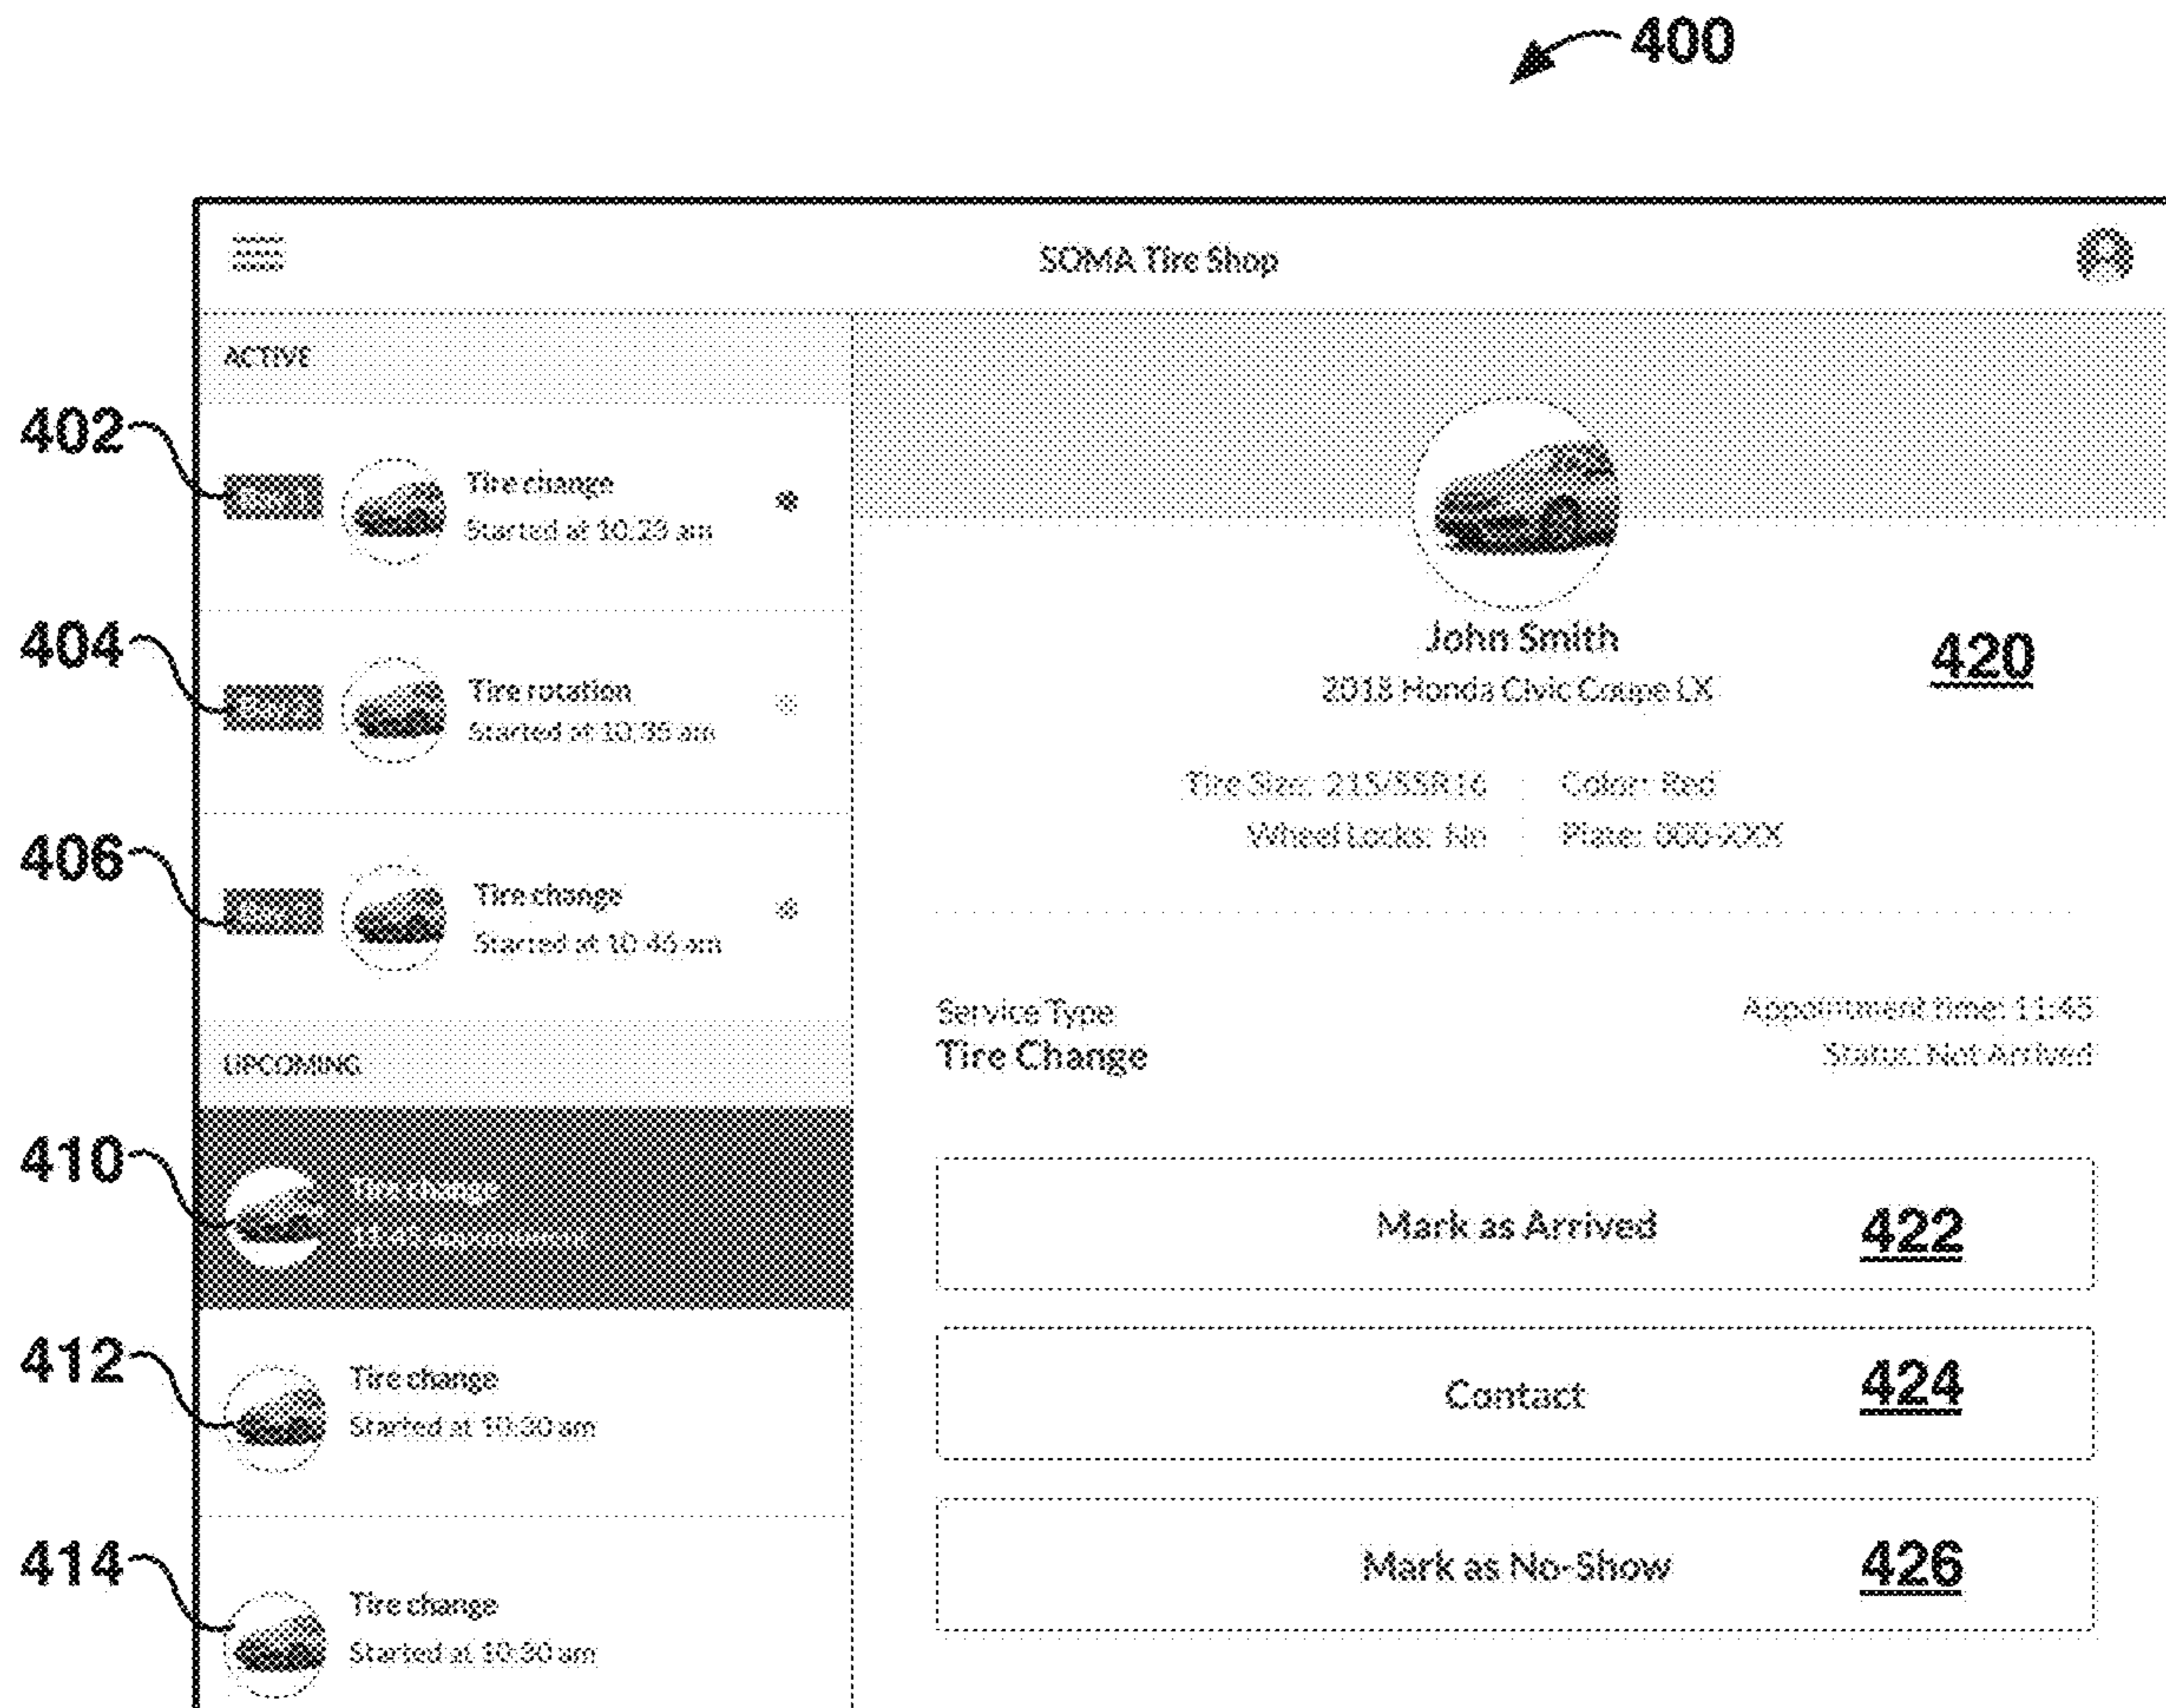 400
SOMA Tire Shop
ACTIVE
402
Tire change
Started at 10:29 am
404
Tire rotation
Started at 10:35 am
406
Tire change
Started at 10:46 am
UPCOMING
410
Tire change
412
Tire change
Started at 10:30 am
414
Tire change
Started at 10:30 am
John Smith
420
2018 Honda Civic Coupe LX
Tire Size: 215/55R16
Color: Red
Wheel Locks: No
Plate: 000-XXX
Service Type
Tire Change
Appointment time: 11:45
Status: Not Arrived
Mark as Arrived
422
Contact
424
Mark as No-Show
426